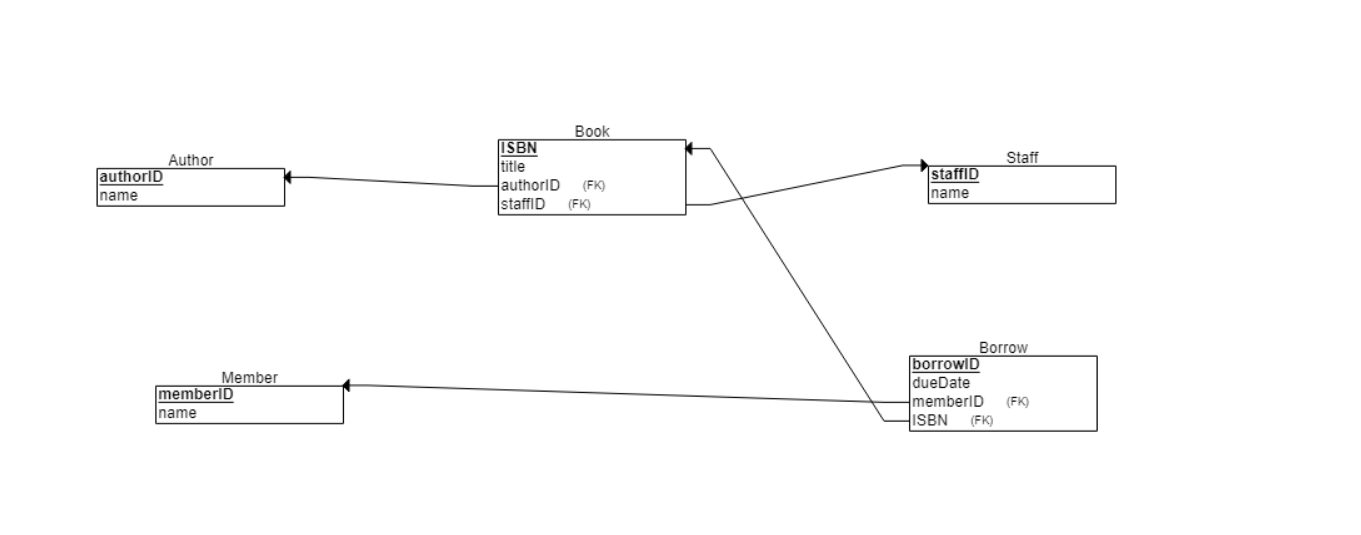 Book
ISBN
title
authorID (FK)
staffID (FK)
Author
authorID
name
Staff
staffID
name
Member
memberID
name
Borrow
borrowID
dueDate
memberID (FK)
ISBN (FK)